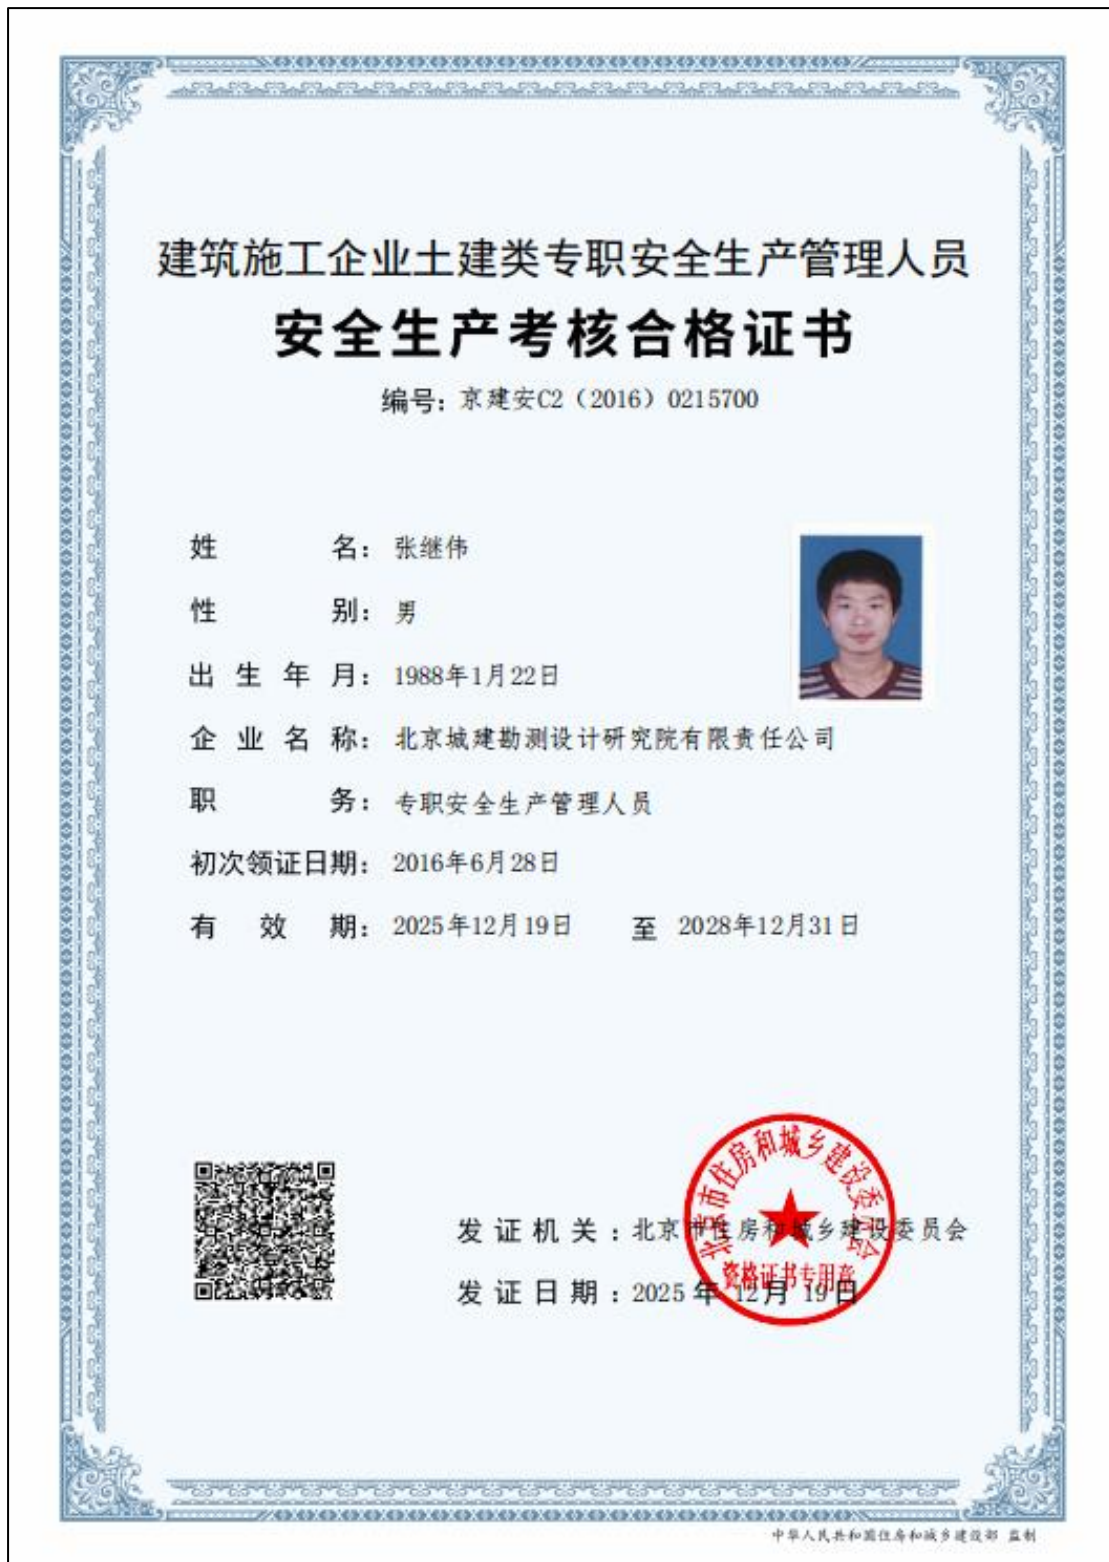 建筑施工企业土建类专职安全生产管理人员
安全生产考核合格证书
编号：京建安C2（2016）0215700
姓名：张继伟
性别：男
出生年月：1988年1月22日
企业名称：北京城建勘测设计研究院有限责任公司
职务：专职安全生产管理人员
初次领证日期：2016年6月28日
有效期：2025年12月19日 至 2028年12月31日
北京市住房和城乡建设委员会
资格证书专用章
发证机关：北京市住房和城乡建设委员会
发证日期：2025年12月19日
中华人民共和国住房和城乡建设部 监制